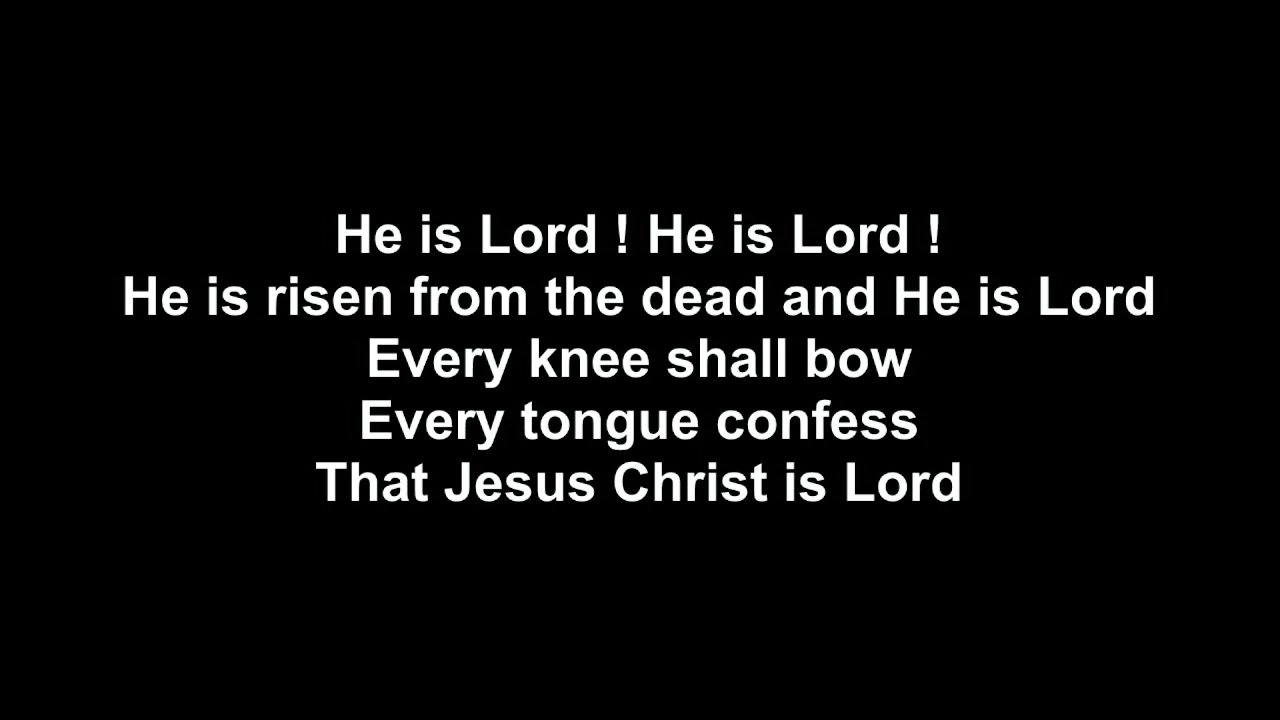 He is Lord ! He is Lord !
He is risen from the dead and He is Lord
Every knee shall bow
Every tongue confess
That Jesus Christ is Lord